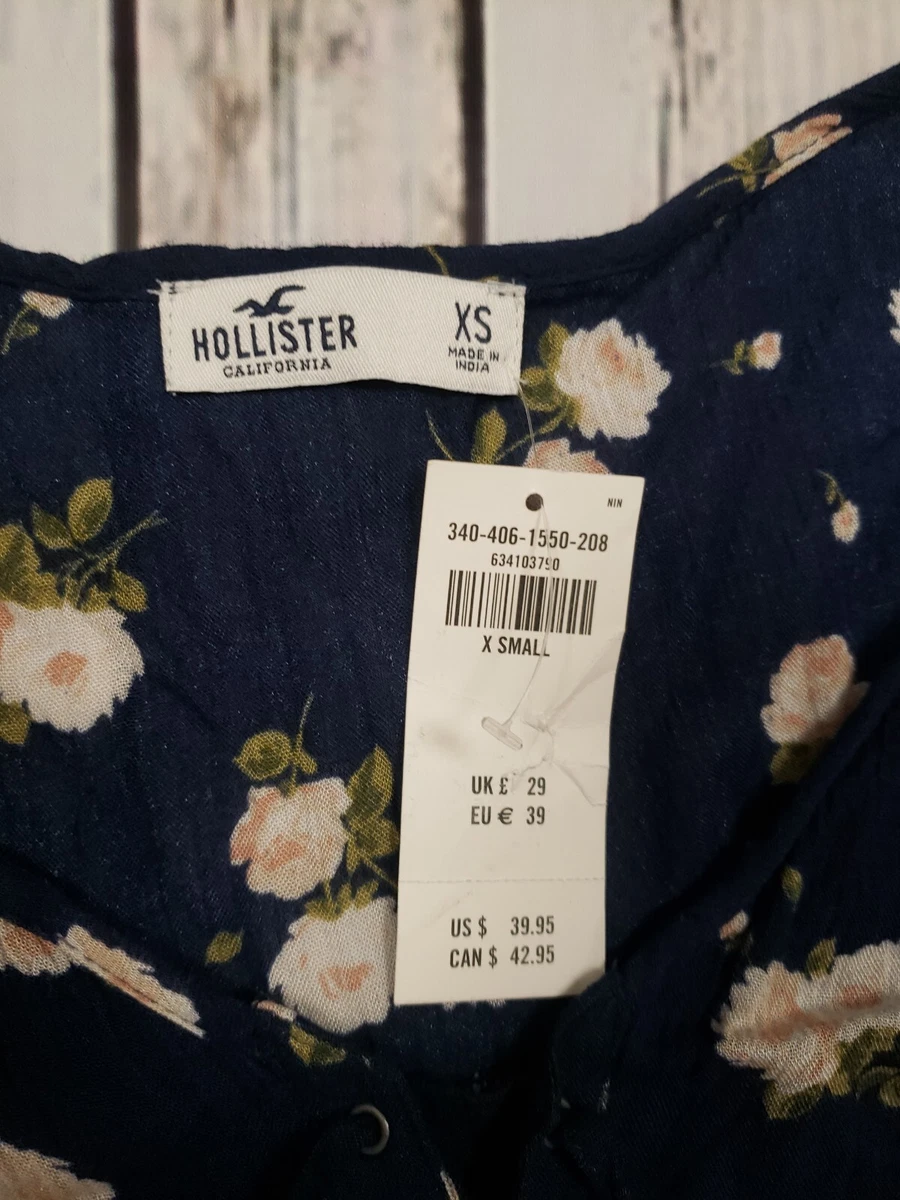 HOLLISTER
CALIFORNIA
XS
MADE IN
INDIA
NIN
340-406-1550-208
634103790
X SMALL
UK £ 29
EU € 39
US $ 39.95
CAN $ 42.95